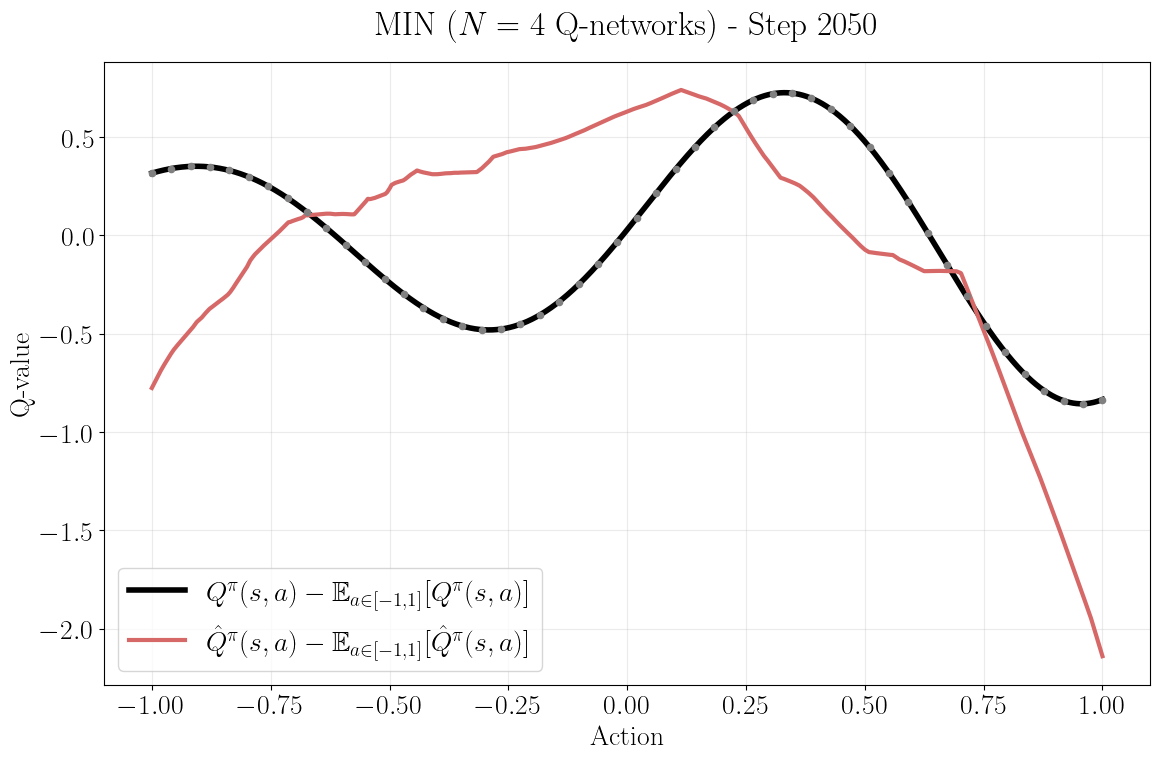 MIN (N = 4 Q-networks) - Step 2050
Q-value
0.5
0.0
−0.5
−1.0
−1.5
−2.0
Q^π(s, a) − 𝔼_{a∈[−1,1]}[Q^π(s, a)]
Q̂^π(s, a) − 𝔼_{a∈[−1,1]}[Q̂^π(s, a)]
−1.00 −0.75 −0.50 −0.25 0.00 0.25 0.50 0.75 1.00
Action